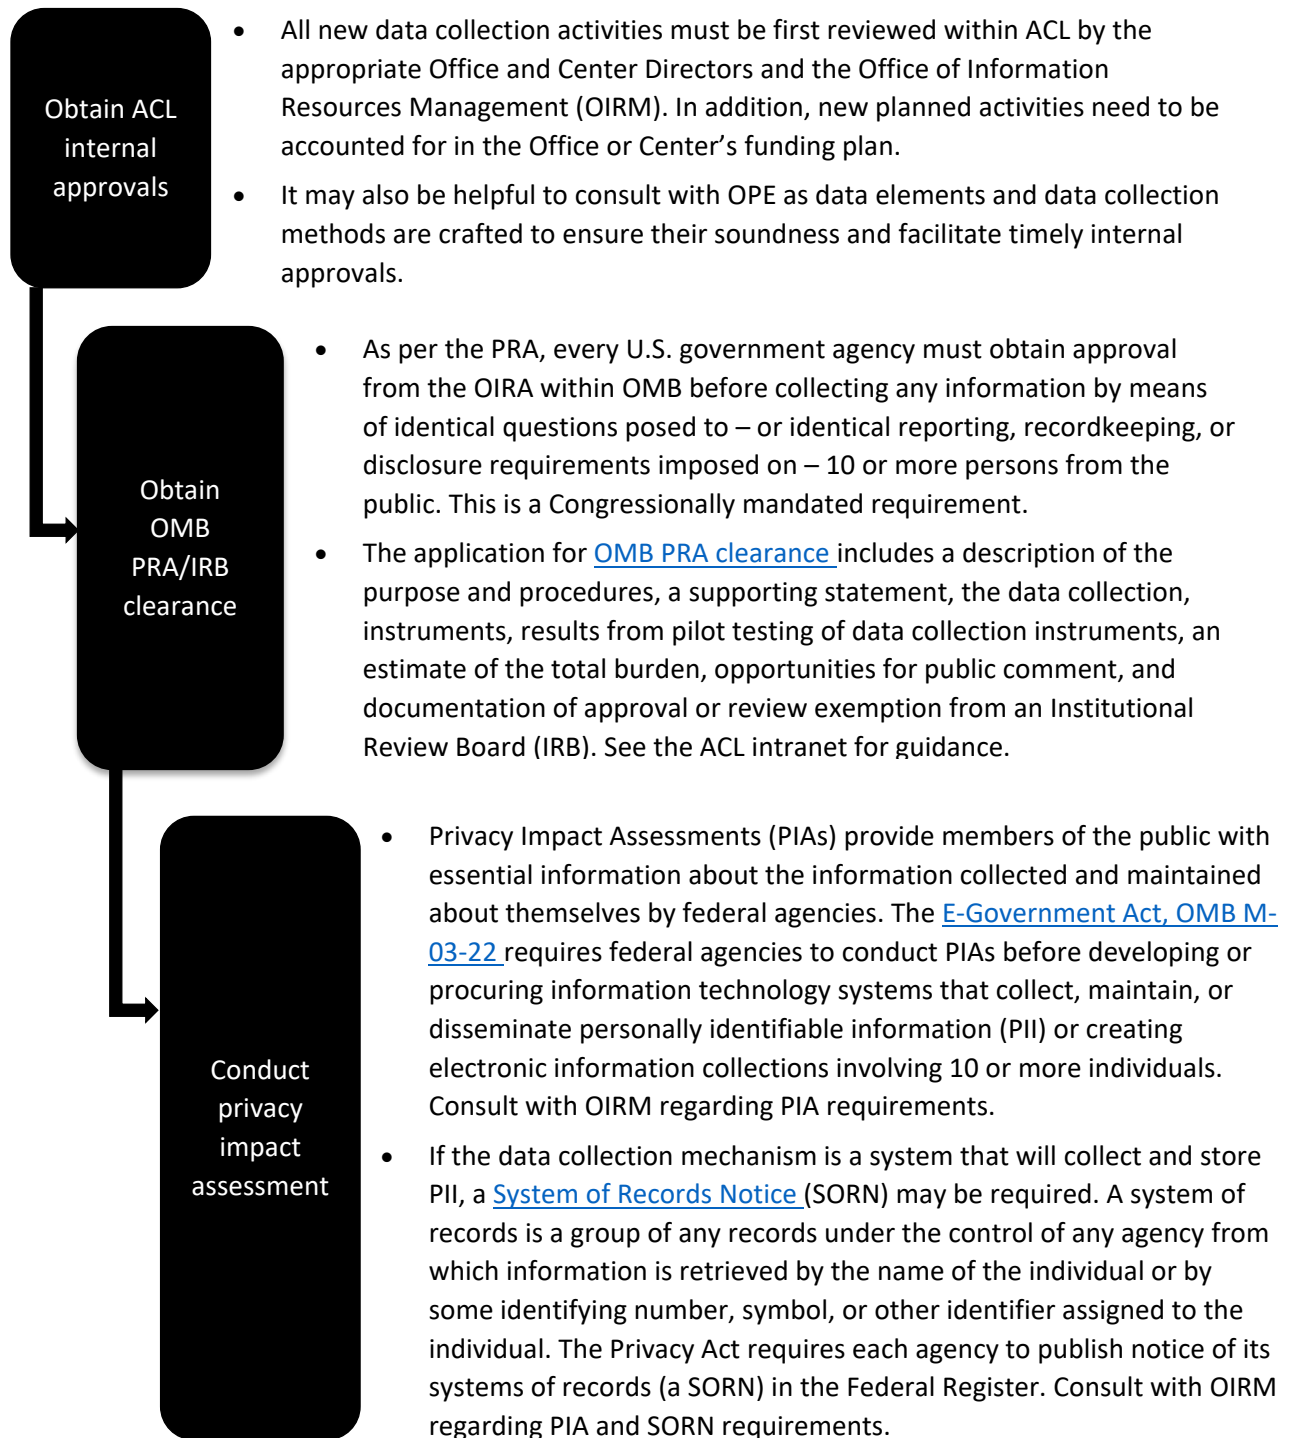 Obtain ACL
internal
approvals
• All new data collection activities must be first reviewed within ACL by the
appropriate Office and Center Directors and the Office of Information
Resources Management (OIRM). In addition, new planned activities need to be
accounted for in the Office or Center's funding plan.
• It may also be helpful to consult with OPE as data elements and data collection
methods are crafted to ensure their soundness and facilitate timely internal
approvals.
Obtain
OMB
PRA/IRB
clearance
• As per the PRA, every U.S. government agency must obtain approval
from the OIRA within OMB before collecting any information by means
of identical questions posed to – or identical reporting, recordkeeping, or
disclosure requirements imposed on – 10 or more persons from the
public. This is a Congressionally mandated requirement.
• The application for OMB PRA clearance includes a description of the
purpose and procedures, a supporting statement, the data collection,
instruments, results from pilot testing of data collection instruments, an
estimate of the total burden, opportunities for public comment, and
documentation of approval or review exemption from an Institutional
Review Board (IRB). See the ACL intranet for guidance.
Conduct
privacy
impact
assessment
• Privacy Impact Assessments (PIAs) provide members of the public with
essential information about the information collected and maintained
about themselves by federal agencies. The E-Government Act, OMB M-
03-22 requires federal agencies to conduct PIAs before developing or
procuring information technology systems that collect, maintain, or
disseminate personally identifiable information (PII) or creating
electronic information collections involving 10 or more individuals.
Consult with OIRM regarding PIA requirements.
• If the data collection mechanism is a system that will collect and store
PII, a System of Records Notice (SORN) may be required. A system of
records is a group of any records under the control of any agency from
which information is retrieved by the name of the individual or by
some identifying number, symbol, or other identifier assigned to the
individual. The Privacy Act requires each agency to publish notice of its
systems of records (a SORN) in the Federal Register. Consult with OIRM
regarding PIA and SORN requirements.